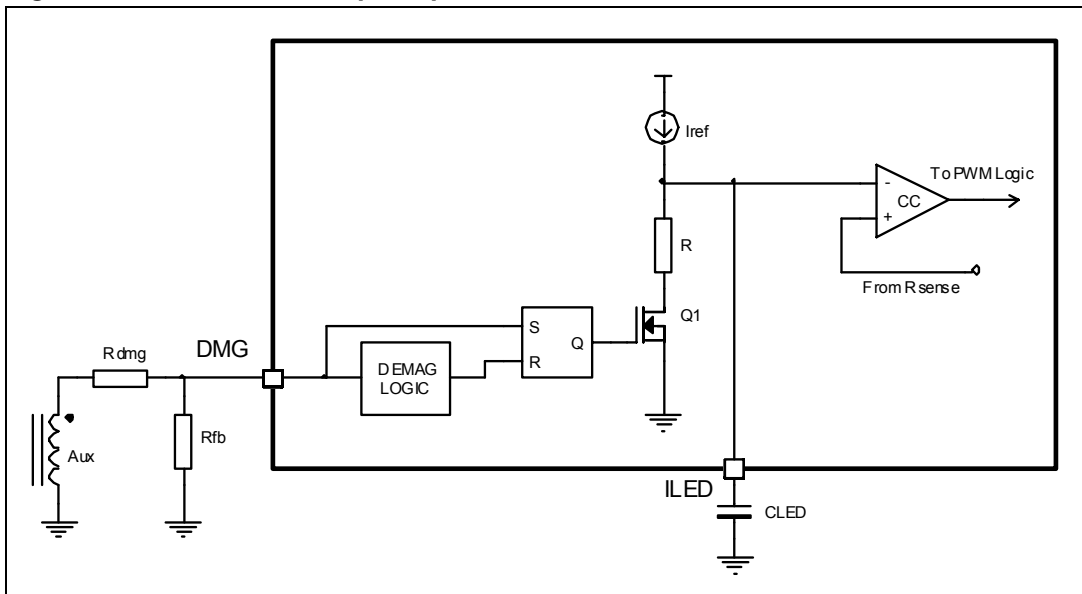 Iref
To PWM Logic
-
CC
+
R
From Rsense
Q1
S
Q
R
DEMAG
LOGIC
DMG
Rdmg
Rfb
Aux
ILED
CLED